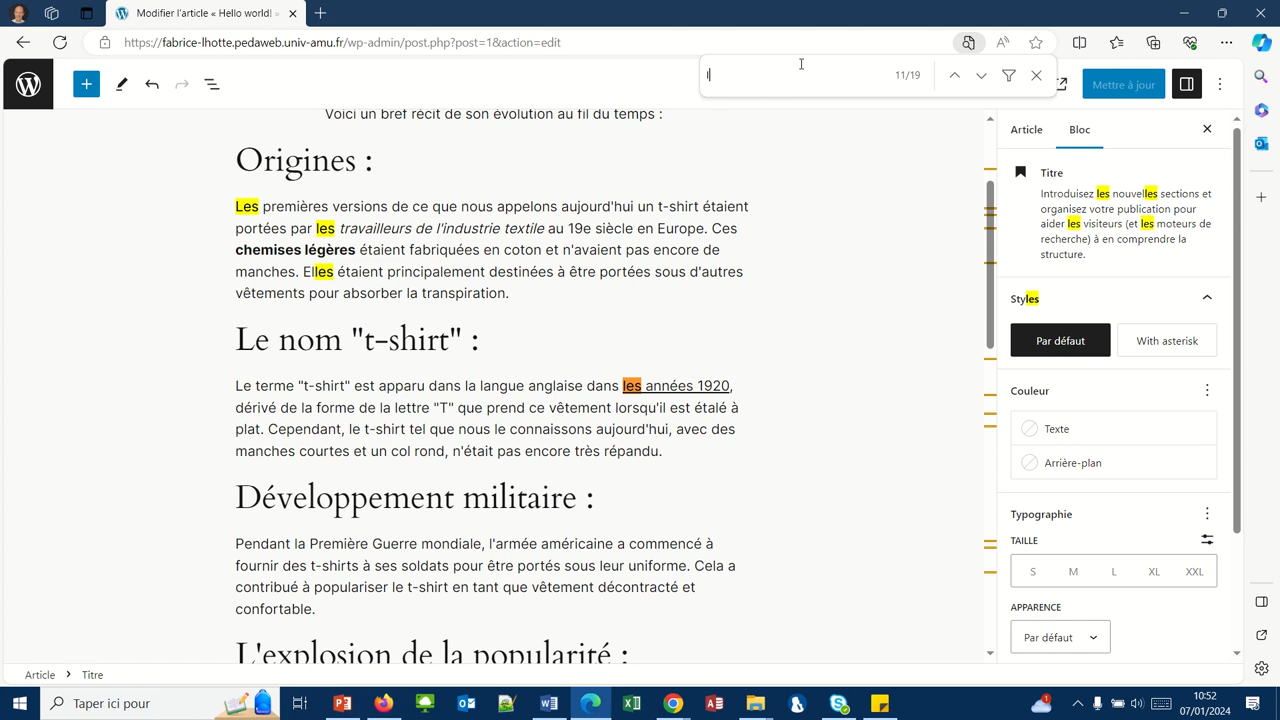 Modifier l'article « Hello world! »
https://fabrice-lhotte.pedaweb.univ-amu.fr/wp-admin/post.php?post=1&action=edit
l
11/19
Mettre à jour
Voici un bref récit de son évolution au fil du temps :
Origines :
Les premières versions de ce que nous appelons aujourd'hui un t-shirt étaient
portées par les travailleurs de l'industrie textile au 19e siècle en Europe. Ces
chemises légères étaient fabriquées en coton et n'avaient pas encore de
manches. Elles étaient principalement destinées à être portées sous d'autres
vêtements pour absorber la transpiration.
Le nom "t-shirt" :
Le terme "t-shirt" est apparu dans la langue anglaise dans les années 1920,
dérivé de la forme de la lettre "T" que prend ce vêtement lorsqu'il est étalé à
plat. Cependant, le t-shirt tel que nous le connaissons aujourd'hui, avec des
manches courtes et un col rond, n'était pas encore très répandu.
Développement militaire :
Pendant la Première Guerre mondiale, l'armée américaine a commencé à
fournir des t-shirts à ses soldats pour être portés sous leur uniforme. Cela a
contribué à populariser le t-shirt en tant que vêtement décontracté et
confortable.
L'explosion de la popularité :
Article
Bloc
Titre
Introduisez les nouvelles sections et
organisez votre publication pour
aider les visiteurs (et les moteurs de
recherche) à en comprendre la
structure.
Styles
Par défaut
With asterisk
Couleur
Texte
Arrière-plan
Typographie
TAILLE
S M L XL XXL
APPARENCE
Par défaut
Article > Titre
Taper ici pour
10:52
07/01/2024